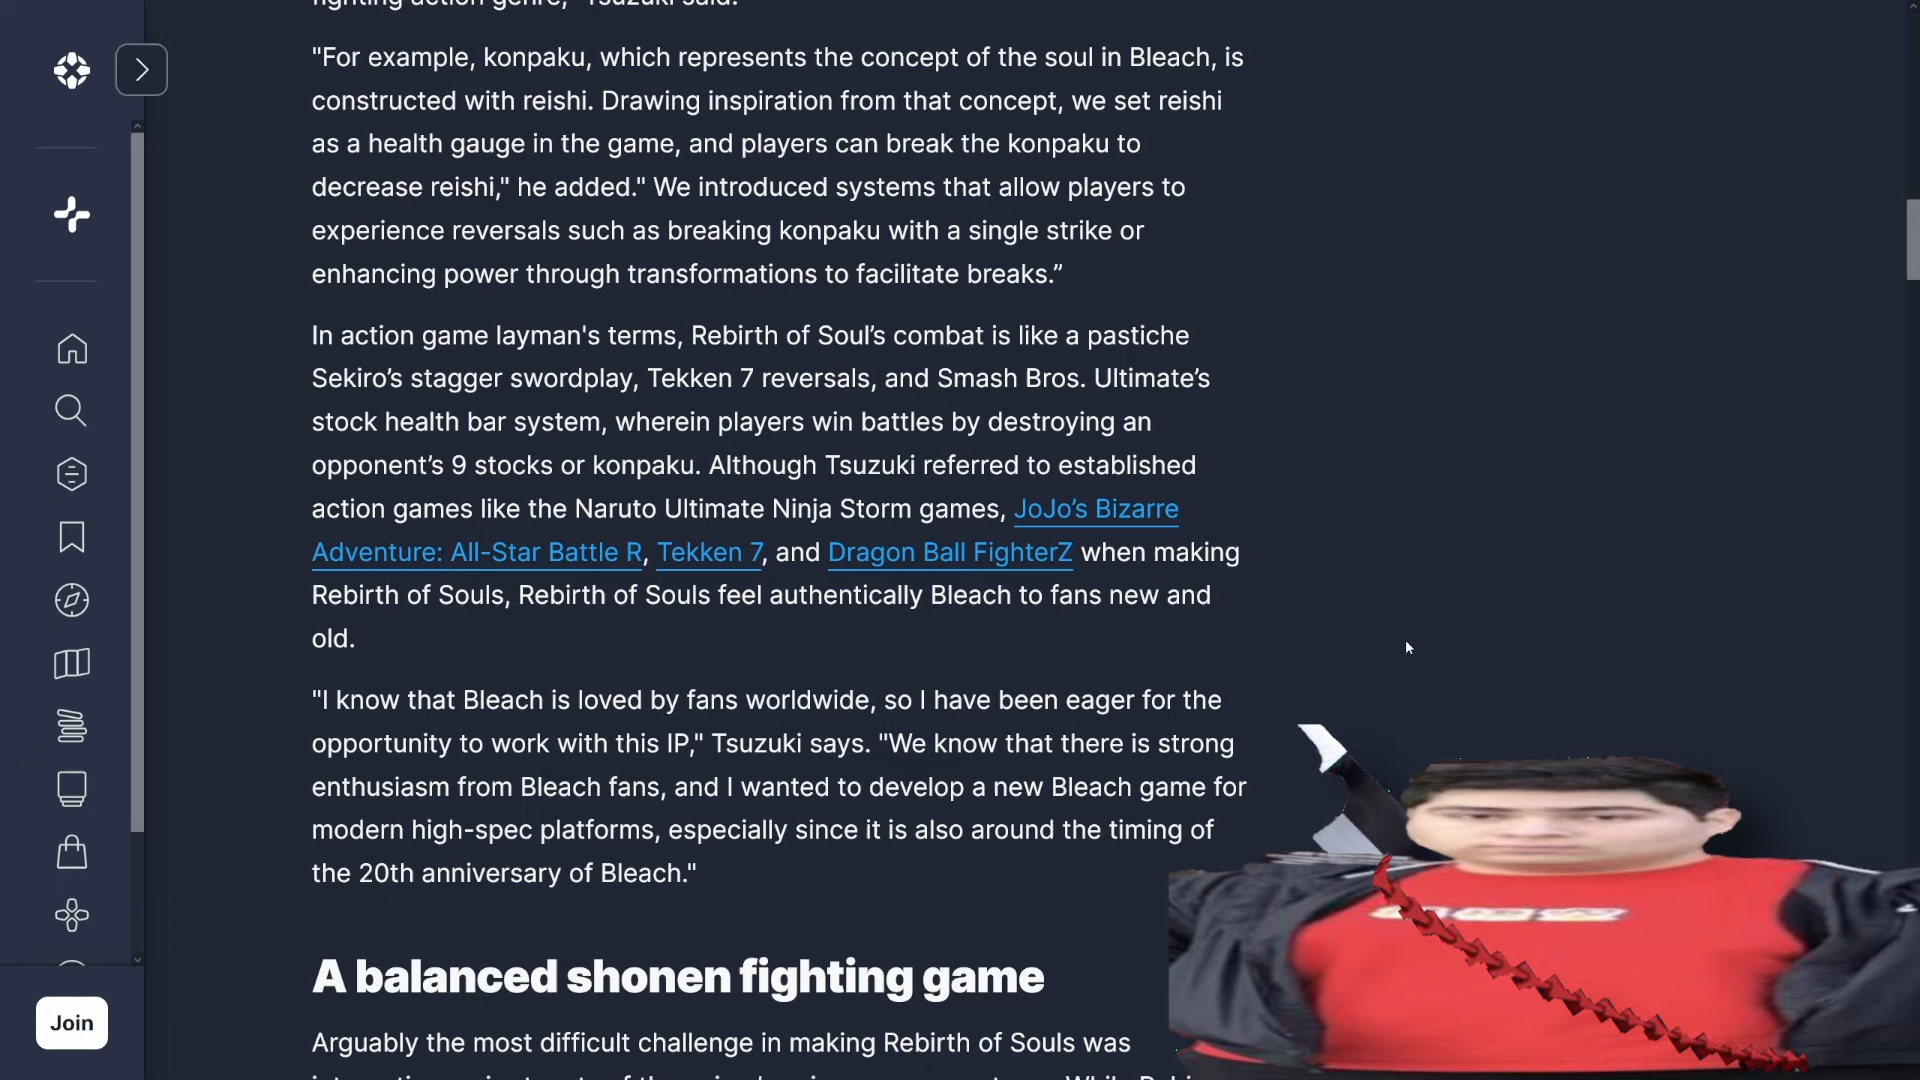 fighting action genre," Tsuzuki said.
"For example, konpaku, which represents the concept of the soul in Bleach, is
constructed with reishi. Drawing inspiration from that concept, we set reishi
as a health gauge in the game, and players can break the konpaku to
decrease reishi," he added." We introduced systems that allow players to
experience reversals such as breaking konpaku with a single strike or
enhancing power through transformations to facilitate breaks.”
In action game layman's terms, Rebirth of Soul’s combat is like a pastiche
Sekiro’s stagger swordplay, Tekken 7 reversals, and Smash Bros. Ultimate’s
stock health bar system, wherein players win battles by destroying an
opponent’s 9 stocks or konpaku. Although Tsuzuki referred to established
action games like the Naruto Ultimate Ninja Storm games, JoJo’s Bizarre
Adventure: All-Star Battle R, Tekken 7, and Dragon Ball FighterZ when making
Rebirth of Souls, Rebirth of Souls feel authentically Bleach to fans new and
old.
"I know that Bleach is loved by fans worldwide, so I have been eager for the
opportunity to work with this IP," Tsuzuki says. "We know that there is strong
enthusiasm from Bleach fans, and I wanted to develop a new Bleach game for
modern high-spec platforms, especially since it is also around the timing of
the 20th anniversary of Bleach."
A balanced shonen fighting game
Arguably the most difficult challenge in making Rebirth of Souls was
Join